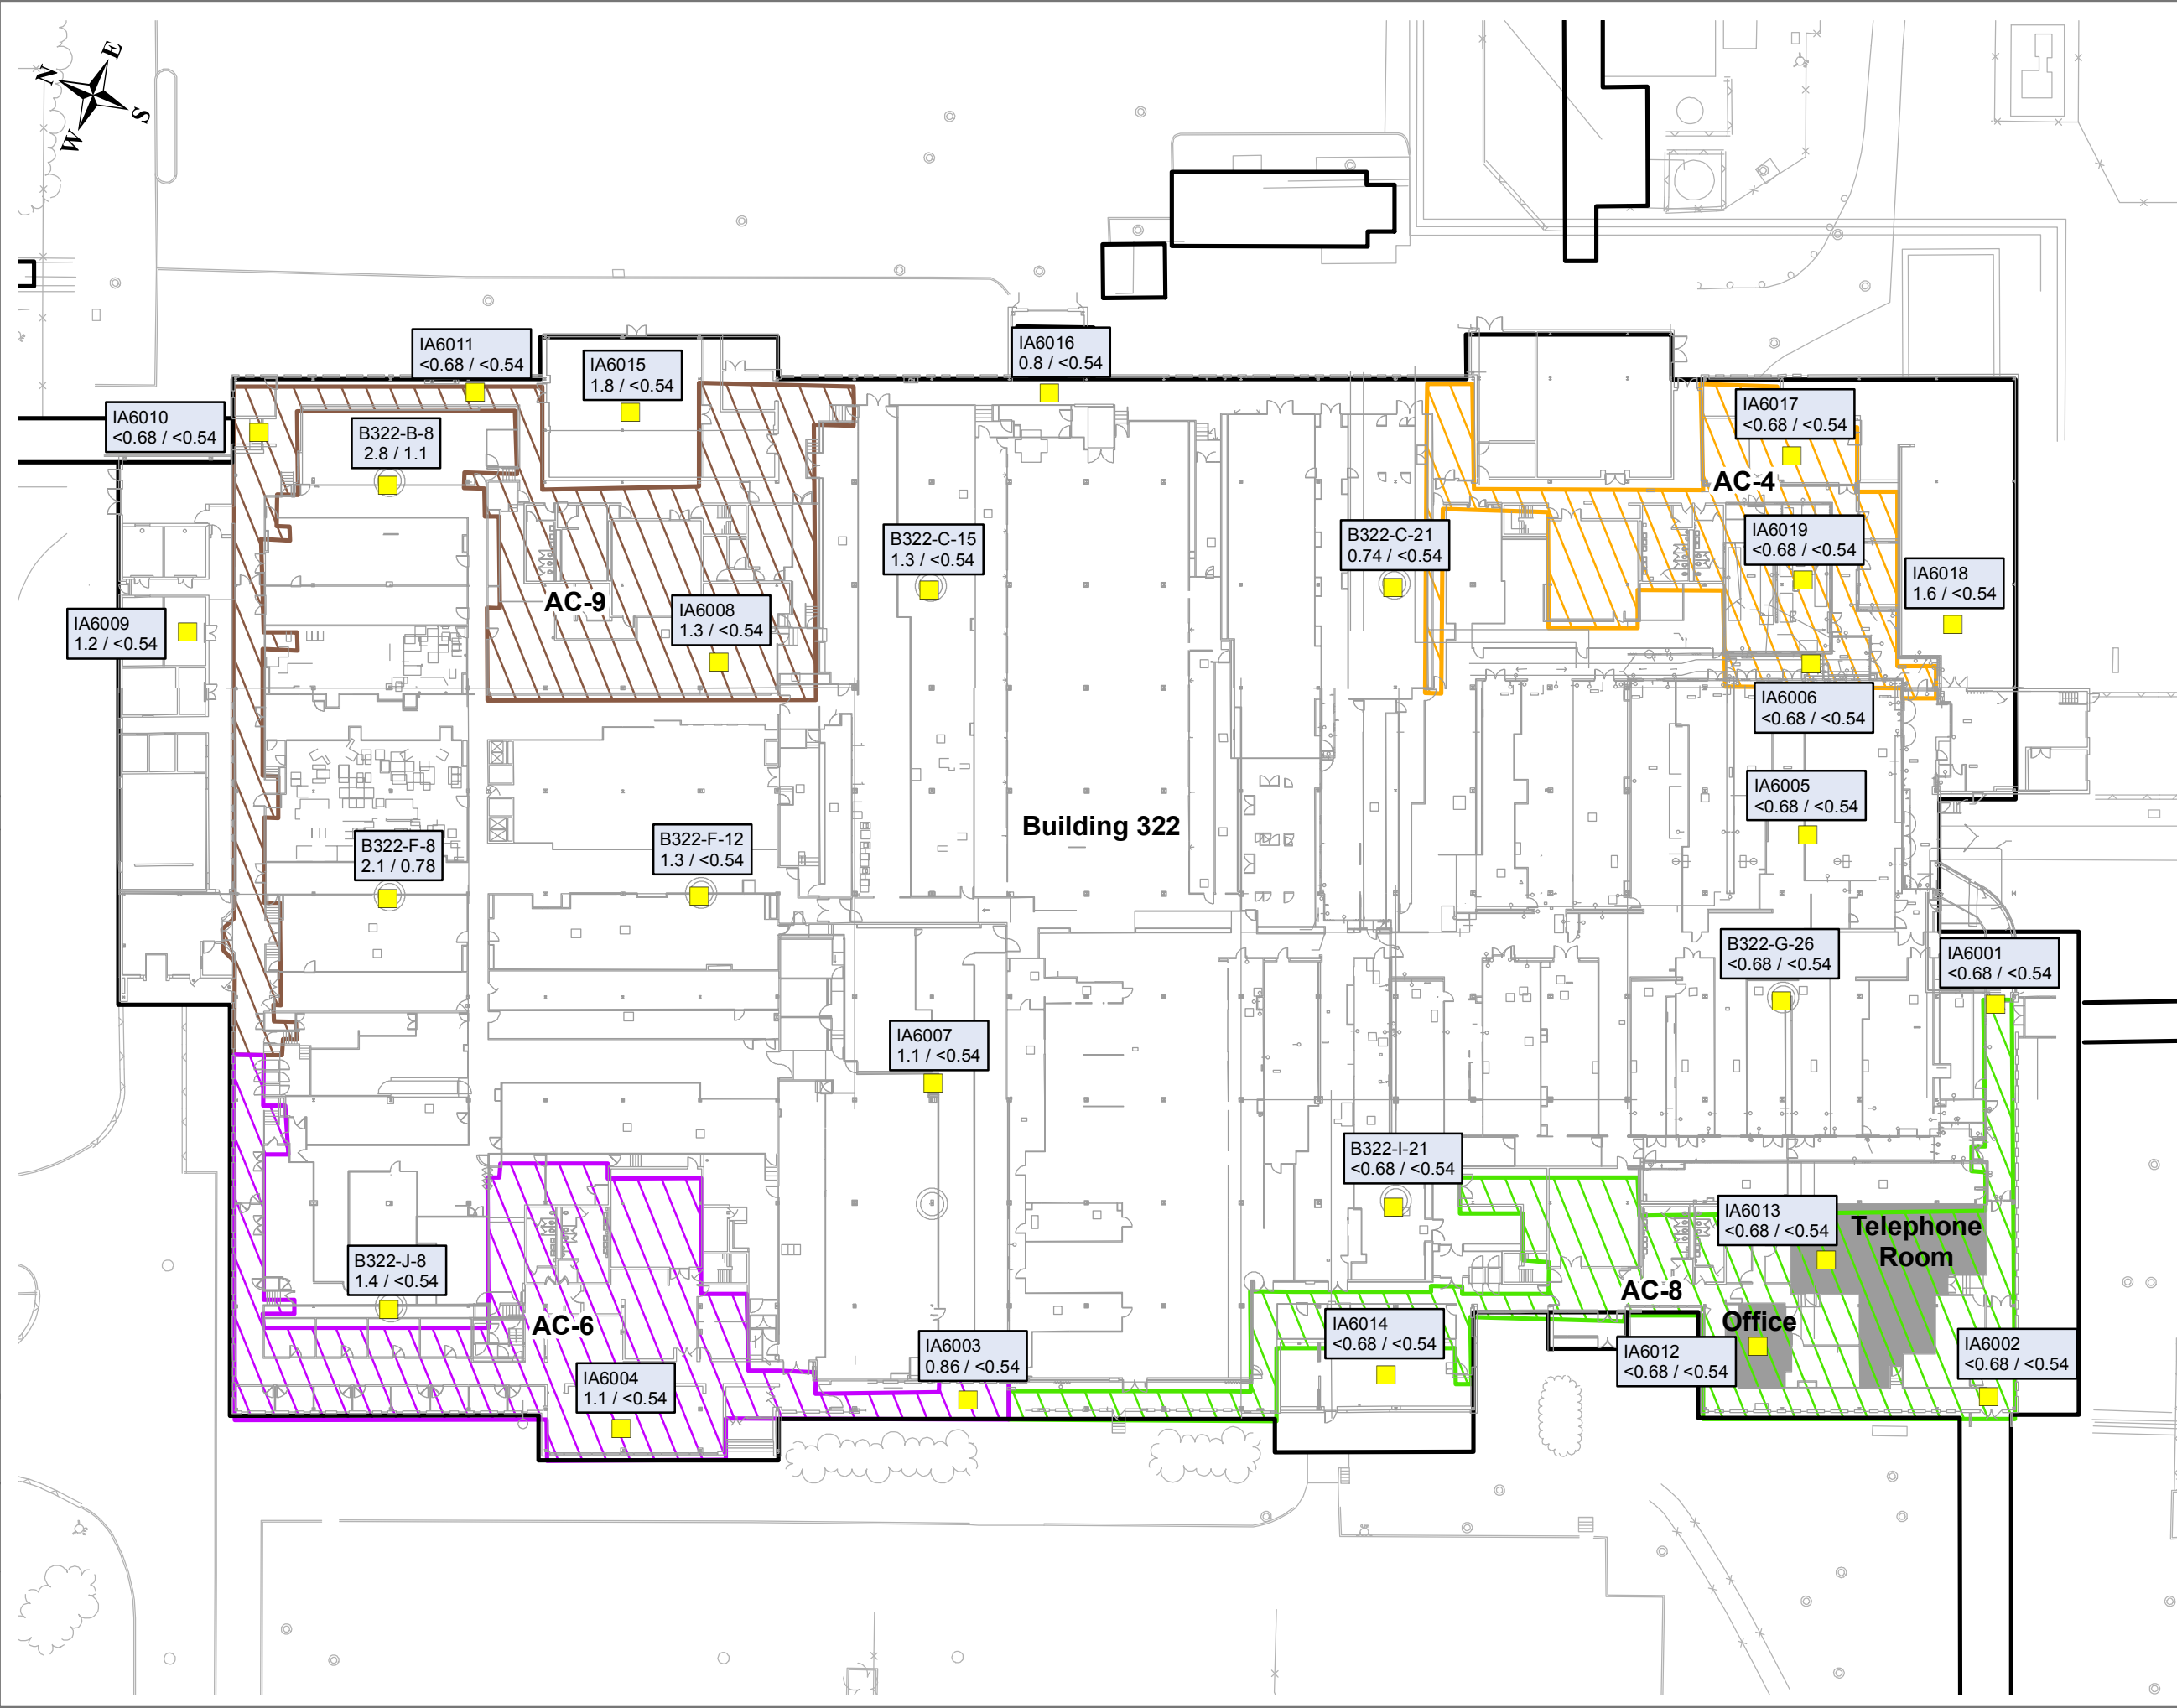 N
E
S
W
IA6011
<0.68 / <0.54
IA6015
1.8 / <0.54
IA6016
0.8 / <0.54
IA6010
<0.68 / <0.54
B322-B-8
2.8 / 1.1
IA6017
<0.68 / <0.54
AC-4
B322-C-15
1.3 / <0.54
B322-C-21
0.74 / <0.54
IA6019
<0.68 / <0.54
IA6018
1.6 / <0.54
AC-9
IA6008
1.3 / <0.54
IA6009
1.2 / <0.54
IA6006
<0.68 / <0.54
IA6005
<0.68 / <0.54
Building 322
B322-F-8
2.1 / 0.78
B322-F-12
1.3 / <0.54
B322-G-26
<0.68 / <0.54
IA6001
<0.68 / <0.54
IA6007
1.1 / <0.54
B322-I-21
<0.68 / <0.54
IA6013
<0.68 / <0.54
Telephone
Room
B322-J-8
1.4 / <0.54
AC-8
AC-6
IA6014
<0.68 / <0.54
Office
IA6003
0.86 / <0.54
IA6012
<0.68 / <0.54
IA6002
<0.68 / <0.54
IA6004
1.1 / <0.54